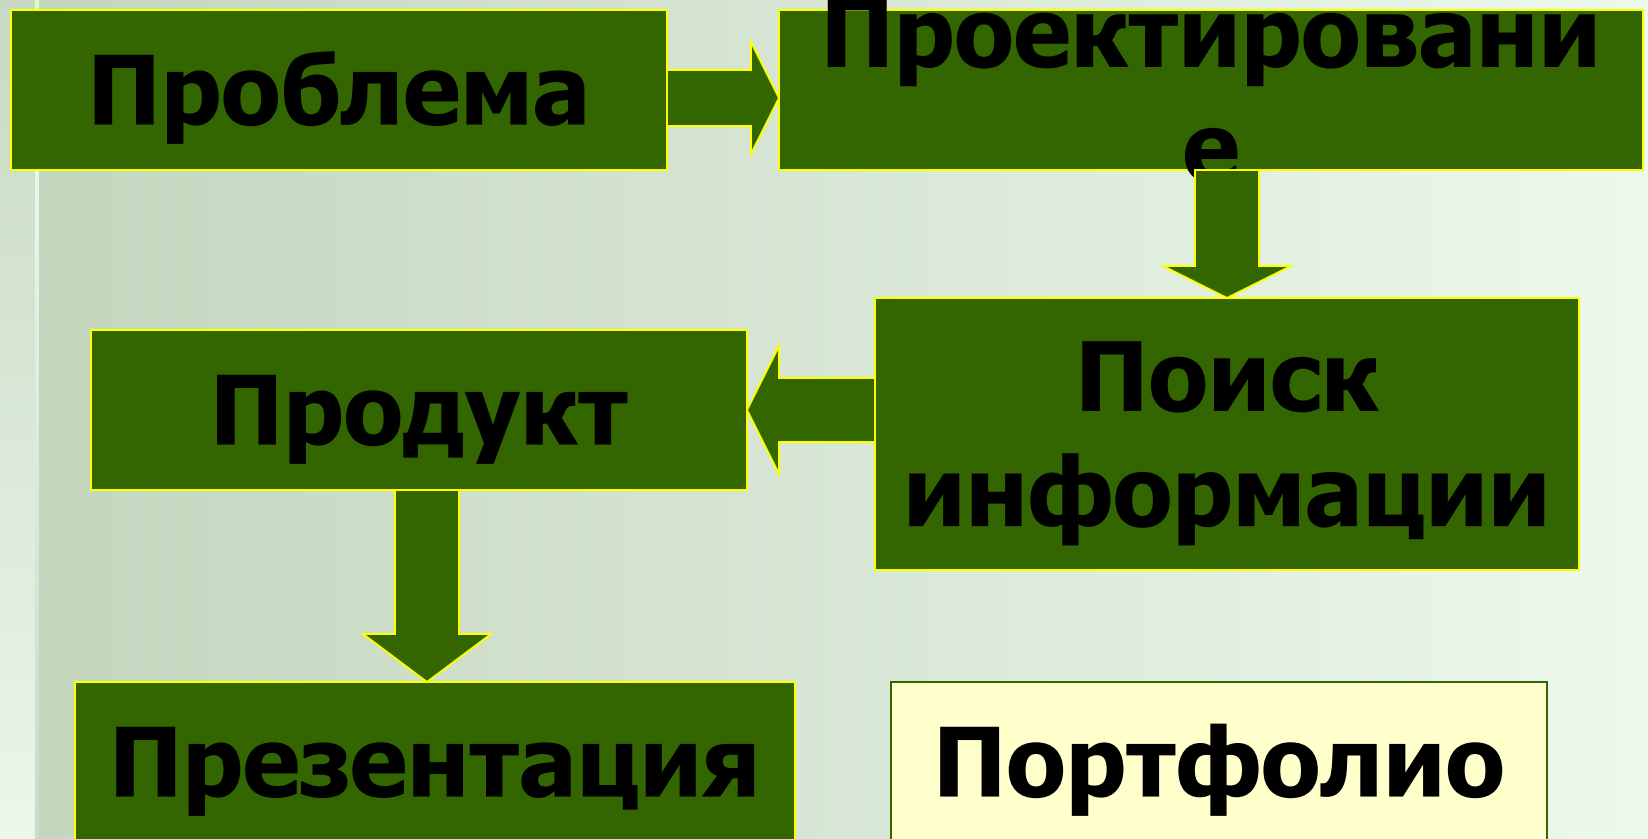 Проблема
Проектировани
е
Поиск
информации
Продукт
Презентация
Портфолио